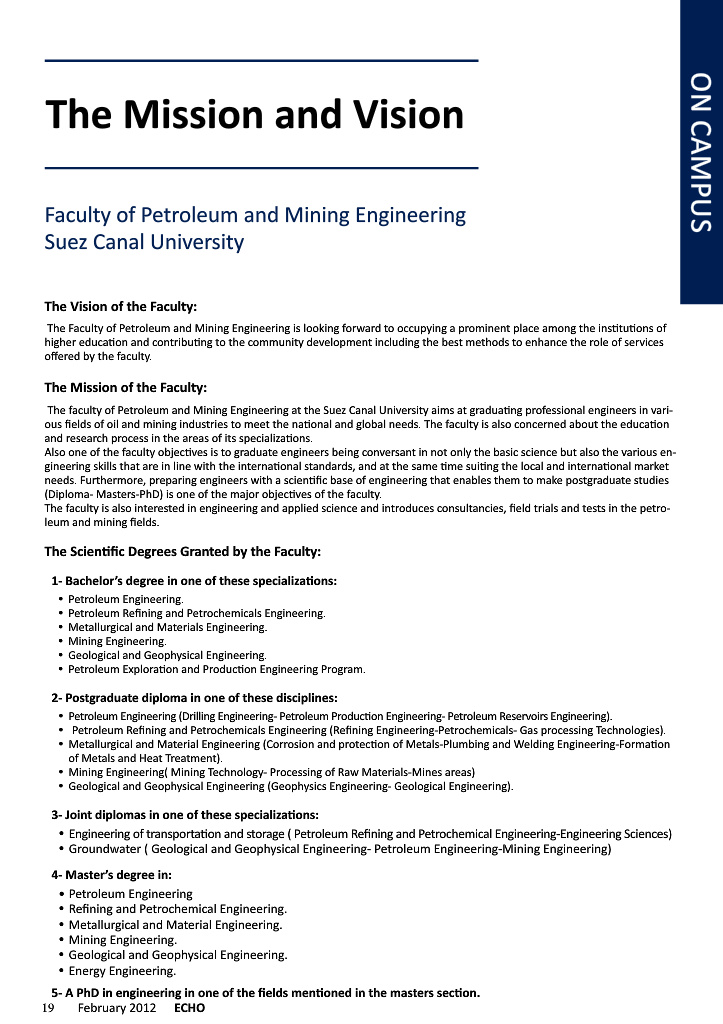 ON CAMPUS
The Mission and Vision
Faculty of Petroleum and Mining Engineering
Suez Canal University
The Vision of the Faculty:
The Faculty of Petroleum and Mining Engineering is looking forward to occupying a prominent place among the institutions of
higher education and contributing to the community development including the best methods to enhance the role of services
offered by the faculty.
The Mission of the Faculty:
The faculty of Petroleum and Mining Engineering at the Suez Canal University aims at graduating professional engineers in vari-
ous fields of oil and mining industries to meet the national and global needs. The faculty is also concerned about the education
and research process in the areas of its specializations.
Also one of the faculty objectives is to graduate engineers being conversant in not only the basic science but also the various en-
gineering skills that are in line with the international standards, and at the same time suiting the local and international market
needs. Furthermore, preparing engineers with a scientific base of engineering that enables them to make postgraduate studies
(Diploma- Masters-PhD) is one of the major objectives of the faculty.
The faculty is also interested in engineering and applied science and introduces consultancies, field trials and tests in the petro-
leum and mining fields.
The Scientific Degrees Granted by the Faculty:
1- Bachelor's degree in one of these specializations:
• Petroleum Engineering.
• Petroleum Refining and Petrochemicals Engineering.
• Metallurgical and Materials Engineering.
• Mining Engineering.
• Geological and Geophysical Engineering.
• Petroleum Exploration and Production Engineering Program.
2- Postgraduate diploma in one of these disciplines:
• Petroleum Engineering (Drilling Engineering- Petroleum Production Engineering- Petroleum Reservoirs Engineering).
• Petroleum Refining and Petrochemicals Engineering (Refining Engineering-Petrochemicals- Gas processing Technologies).
• Metallurgical and Material Engineering (Corrosion and protection of Metals-Plumbing and Welding Engineering-Formation
of Metals and Heat Treatment).
• Mining Engineering( Mining Technology- Processing of Raw Materials-Mines areas)
• Geological and Geophysical Engineering (Geophysics Engineering- Geological Engineering).
3- Joint diplomas in one of these specializations:
• Engineering of transportation and storage ( Petroleum Refining and Petrochemical Engineering-Engineering Sciences)
• Groundwater ( Geological and Geophysical Engineering- Petroleum Engineering-Mining Engineering)
4- Master's degree in:
• Petroleum Engineering
• Refining and Petrochemical Engineering.
• Metallurgical and Material Engineering.
• Mining Engineering.
• Geological and Geophysical Engineering.
• Energy Engineering.
5- A PhD in engineering in one of the fields mentioned in the masters section.
19 February 2012 ECHO